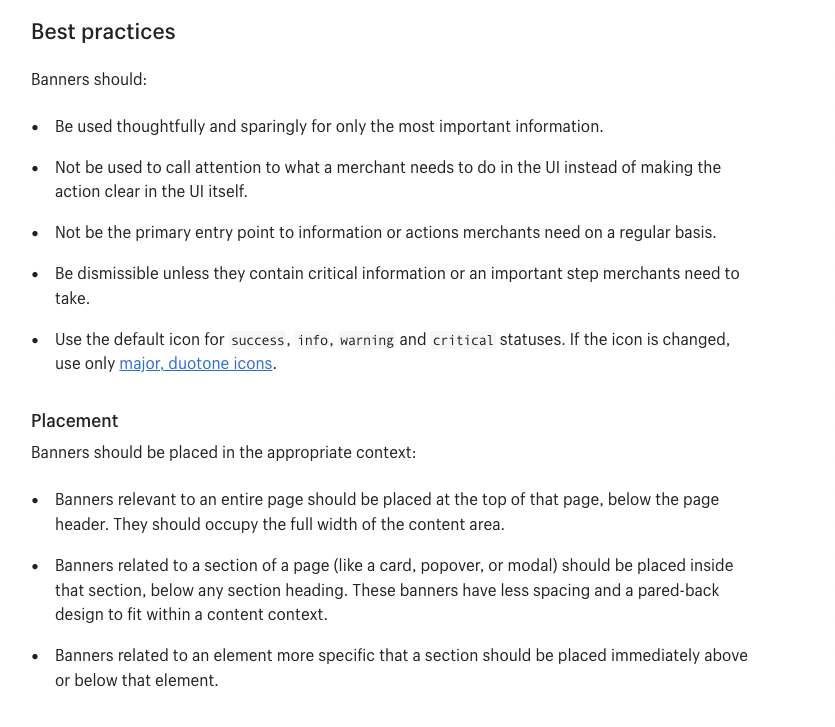 Best practices
Banners should:
• Be used thoughtfully and sparingly for only the most important information.
• Not be used to call attention to what a merchant needs to do in the UI instead of making the
action clear in the UI itself.
• Not be the primary entry point to information or actions merchants need on a regular basis.
• Be dismissible unless they contain critical information or an important step merchants need to
take.
• Use the default icon for success, info, warning and critical statuses. If the icon is changed,
use only major, duotone icons.
Placement
Banners should be placed in the appropriate context:
• Banners relevant to an entire page should be placed at the top of that page, below the page
header. They should occupy the full width of the content area.
• Banners related to a section of a page (like a card, popover, or modal) should be placed inside
that section, below any section heading. These banners have less spacing and a pared-back
design to fit within a content context.
• Banners related to an element more specific that a section should be placed immediately above
or below that element.